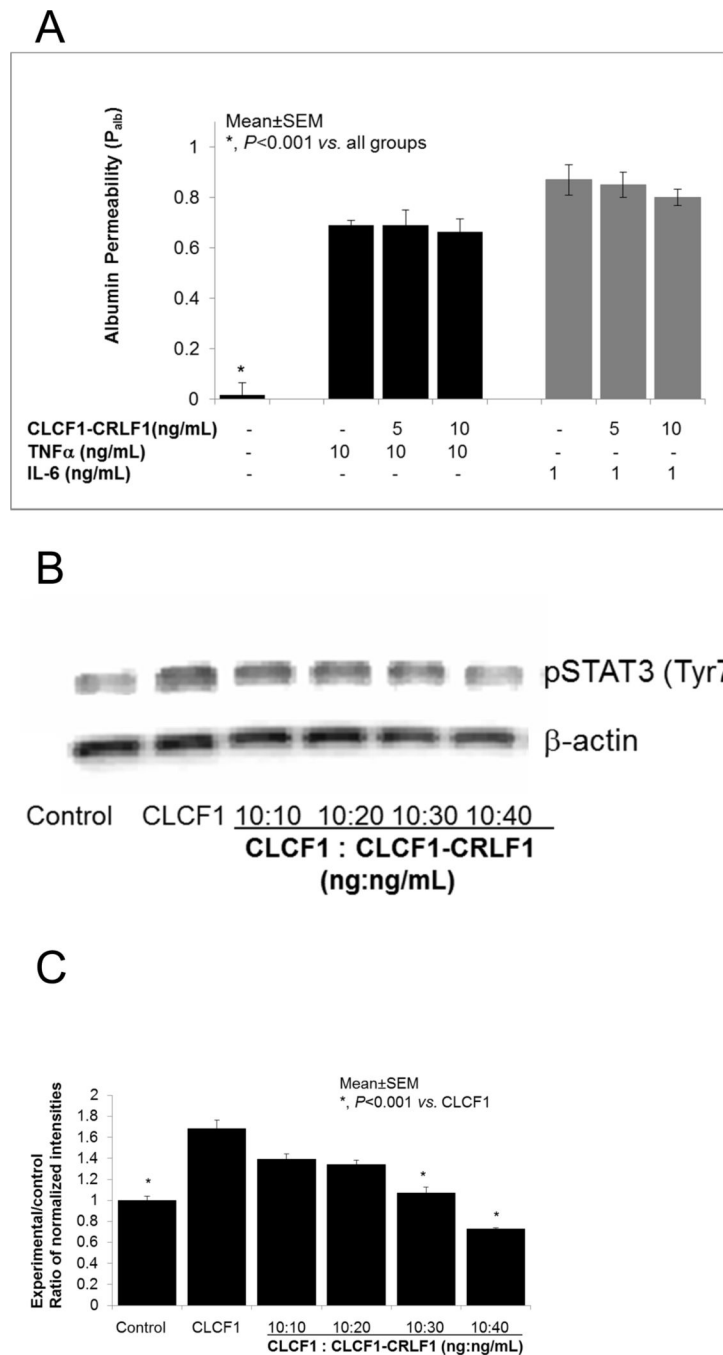 A
Albumin Permeability (Palb)
Mean±SEM
*, P<0.001 vs. all groups
1
0.8
0.6
0.4
0.2
0
*
CLCF1-CRLF1(ng/mL) - - 5 10 - 5 10
TNFα (ng/mL) - 10 10 10 - - -
IL-6 (ng/mL) - - - - 1 1 1
B
pSTAT3 (Tyr7
β-actin
Control CLCF1 10:10 10:20 10:30 10:40
CLCF1 : CLCF1-CRLF1
(ng:ng/mL)
C
Experimental/control
Ratio of normalized intensities
Mean±SEM
*, P<0.001 vs. CLCF1
2
1.8
1.6
1.4
1.2
1
0.8
0.6
0.4
0.2
0
* * *
Control CLCF1 10:10 10:20 10:30 10:40
CLCF1 : CLCF1-CRLF1 (ng:ng/mL)